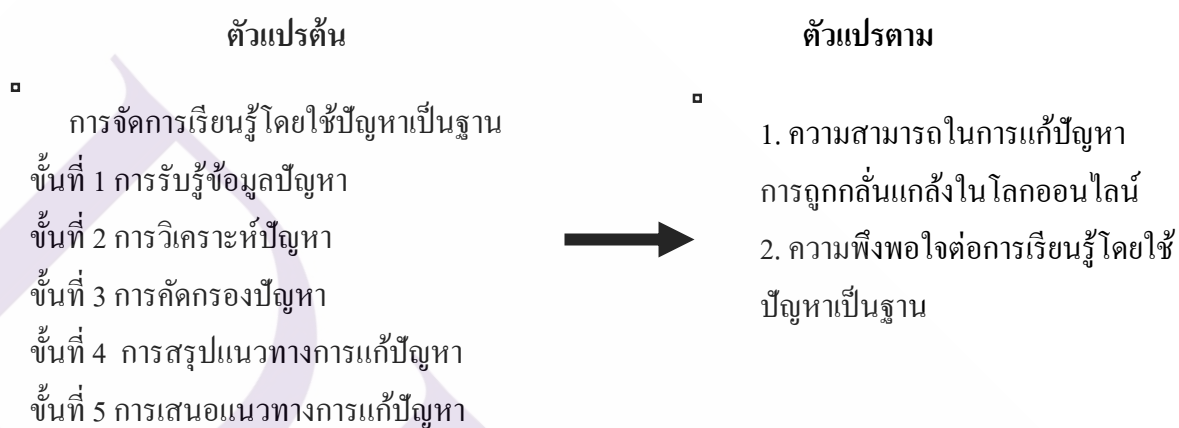 ตัวแปรต้น
การจัดการเรียนรู้โดยใช้ปัญหาเป็นฐาน
ขั้นที่ 1 การรับรู้ข้อมูลปัญหา
ขั้นที่ 2 การวิเคราะห์ปัญหา
ขั้นที่ 3 การคัดกรองปัญหา
ขั้นที่ 4 การสรุปแนวทางการแก้ปัญหา
ขั้นที่ 5 การเสนอแนวทางการแก้ปัญหา
ตัวแปรตาม
1. ความสามารถในการแก้ปัญหา
การถูกกลั่นแกล้งในโลกออนไลน์
2. ความพึงพอใจต่อการเรียนรู้โดยใช้
ปัญหาเป็นฐาน